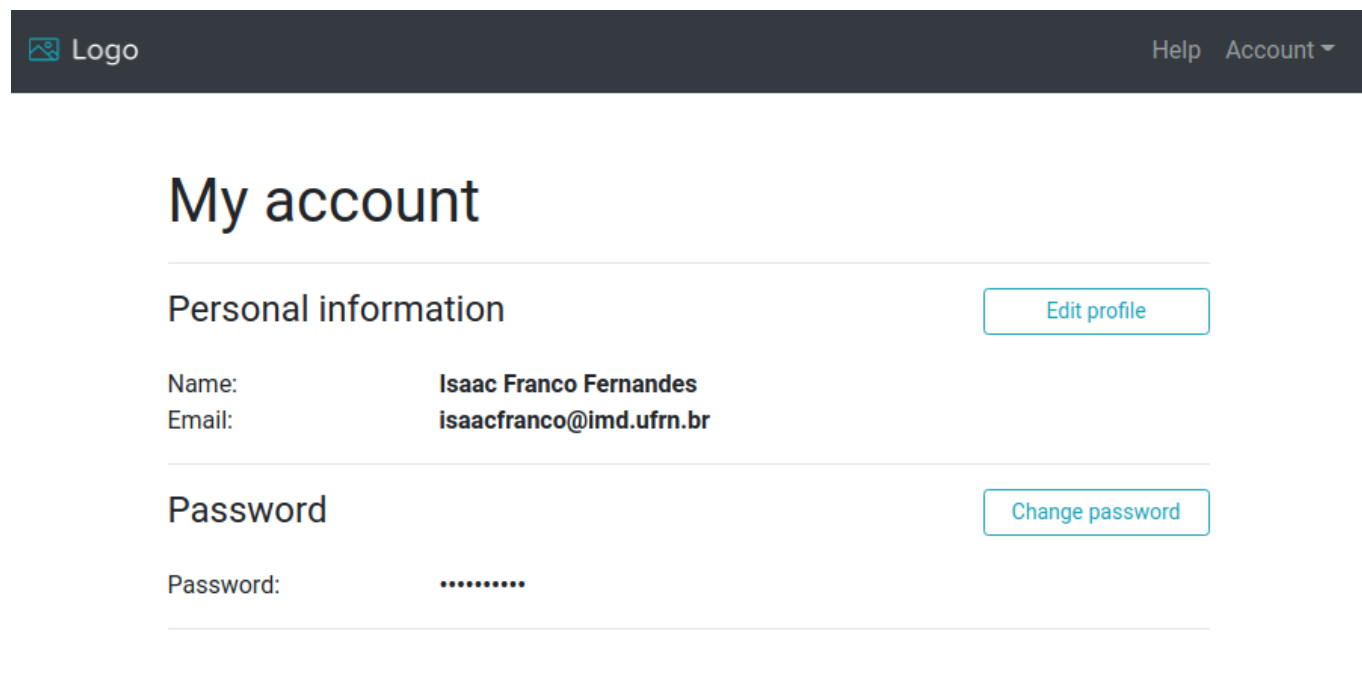 Logo Help Account
My account
Personal information Edit profile
Name: Isaac Franco Fernandes
Email: isaacfranco@imd.ufrn.br
Password Change password
Password: ••••••••••